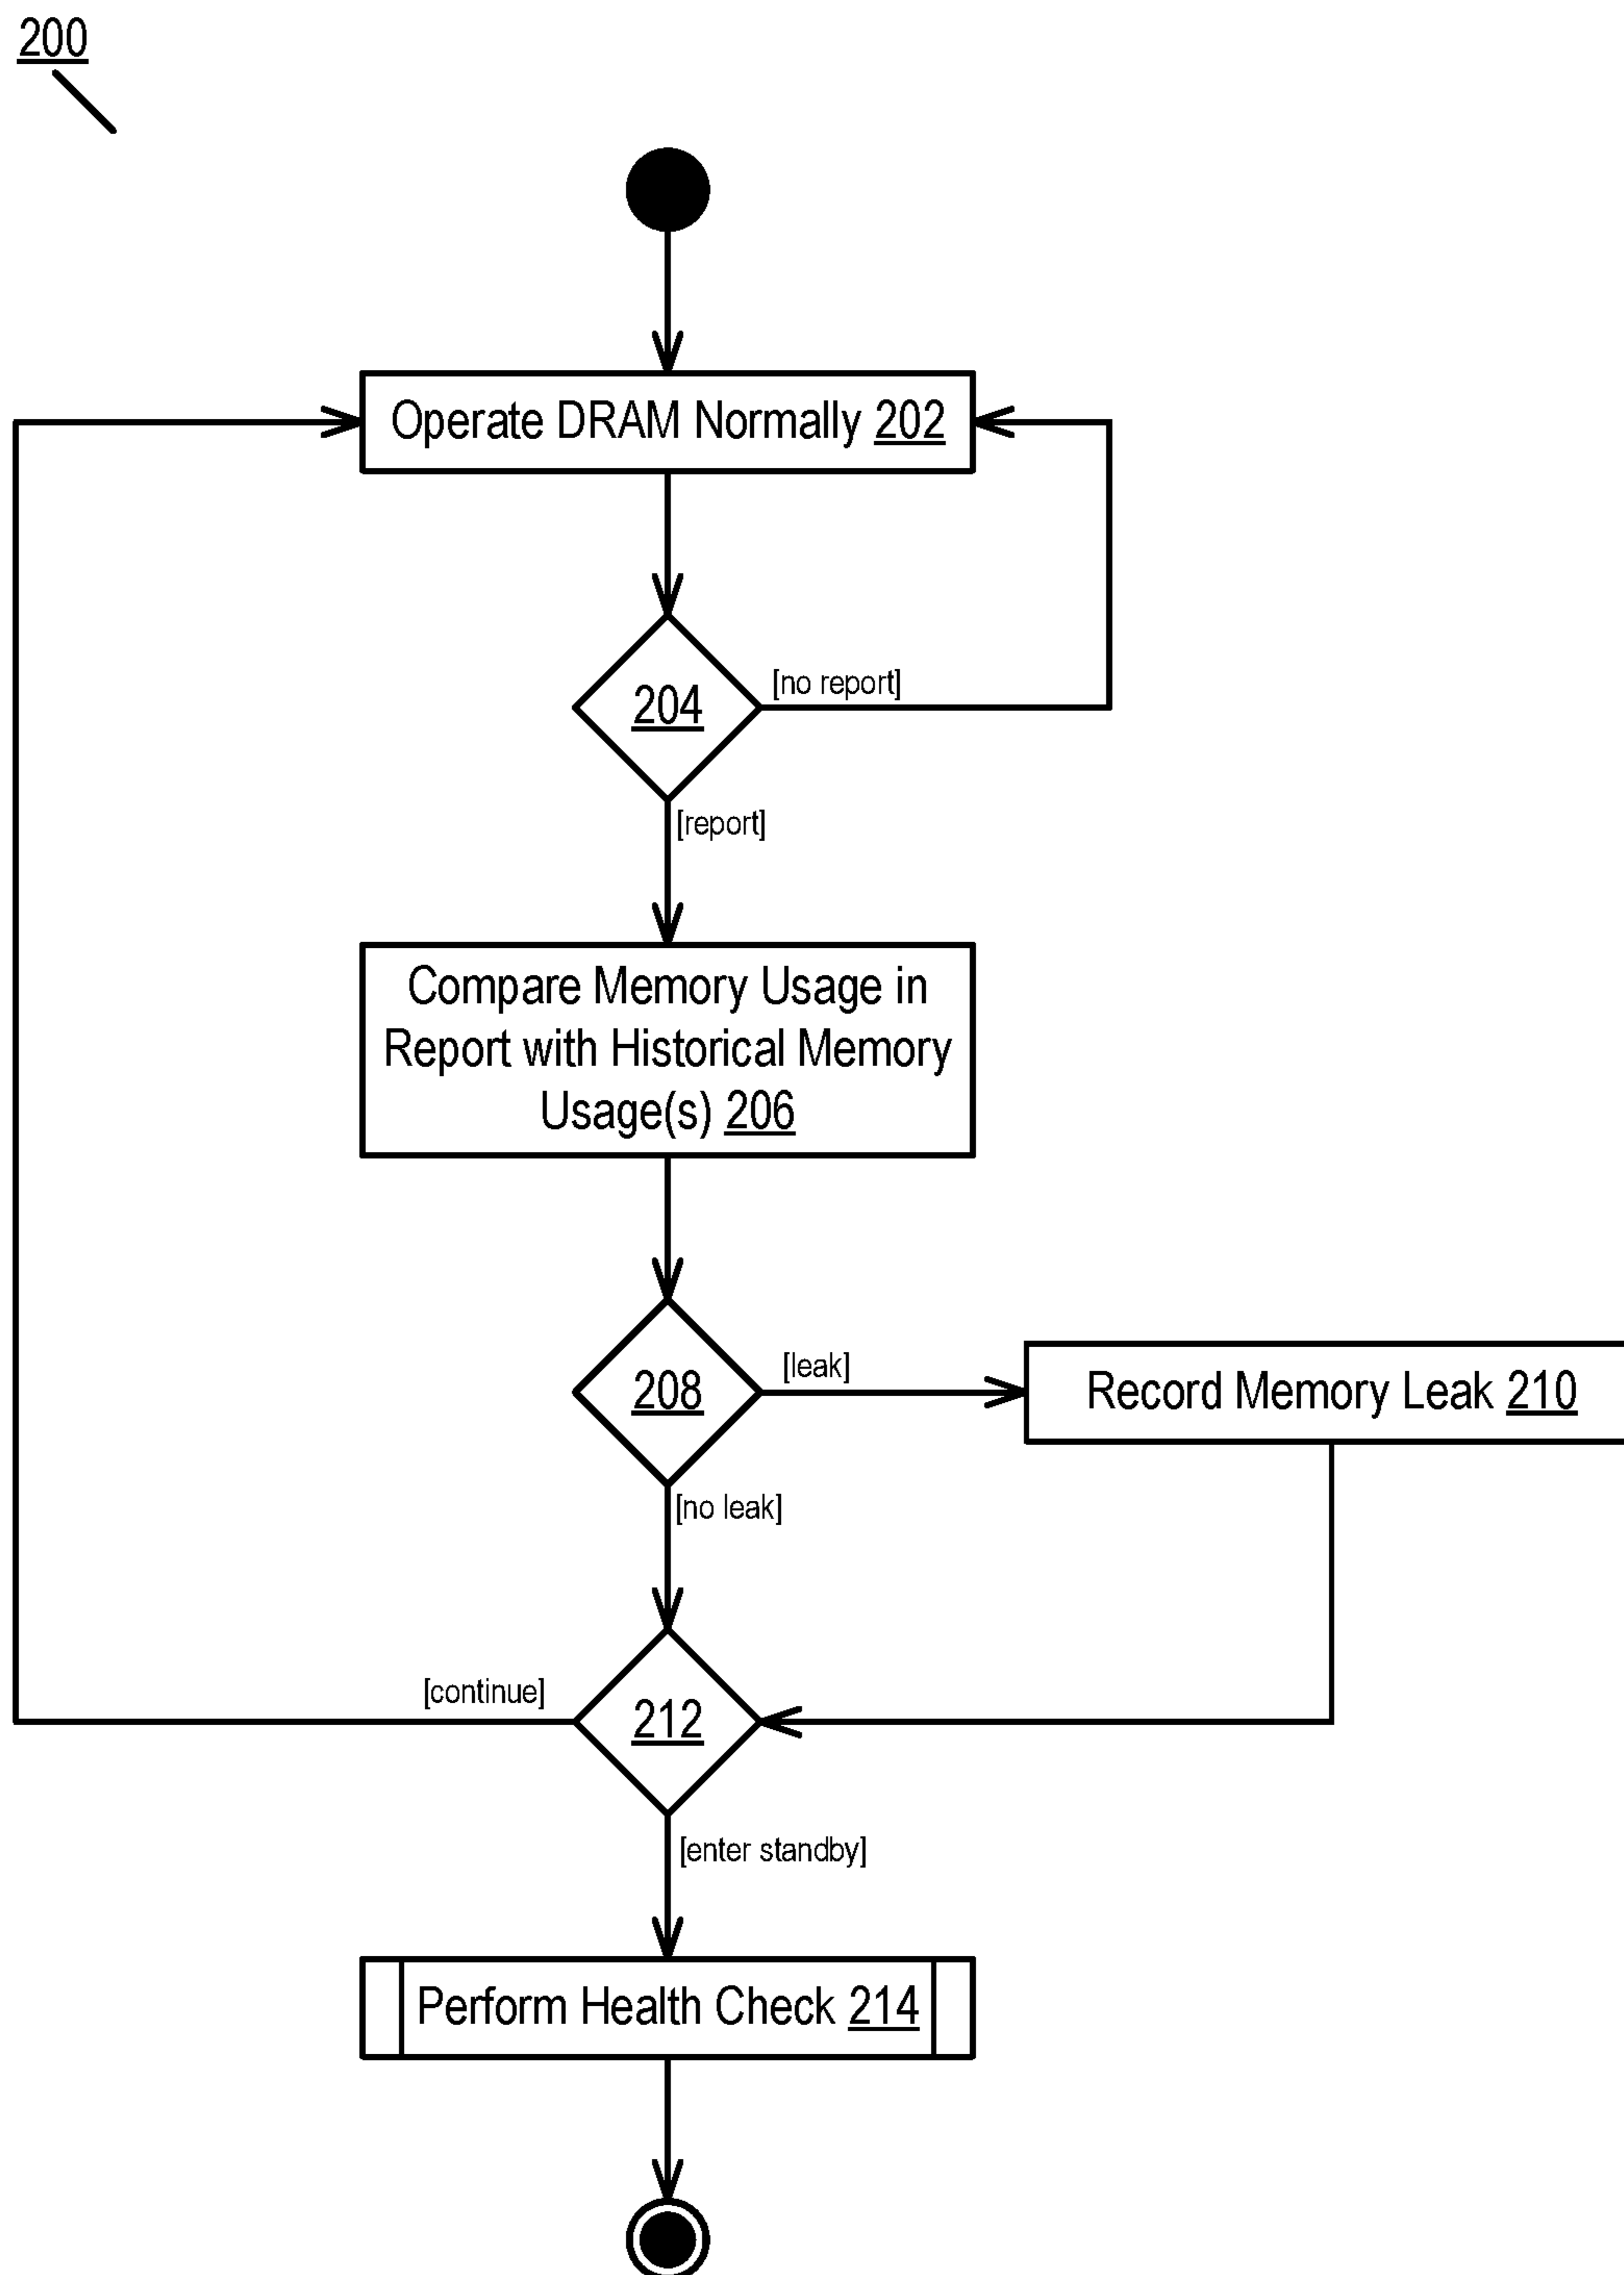 200
Operate DRAM Normally 202
[no report]
204
[report]
Compare Memory Usage in
Report with Historical Memory
Usage(s) 206
[leak]
208
Record Memory Leak 210
[no leak]
[continue]
212
[enter standby]
Perform Health Check 214